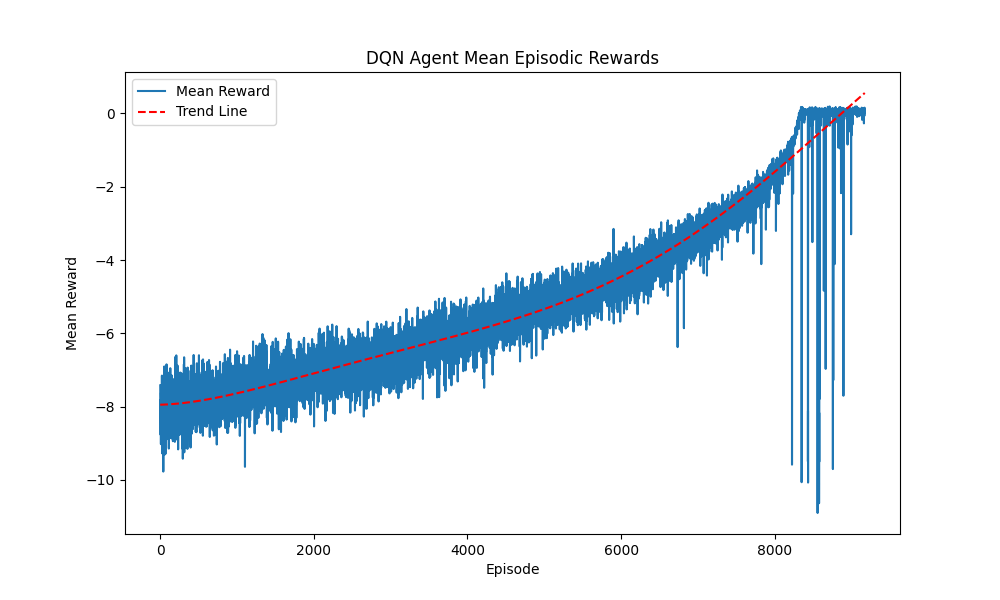 DQN Agent Mean Episodic Rewards
Mean Reward
Trend Line
0
−2
−4
−6
−8
−10
Mean Reward
0
2000
4000
6000
8000
Episode